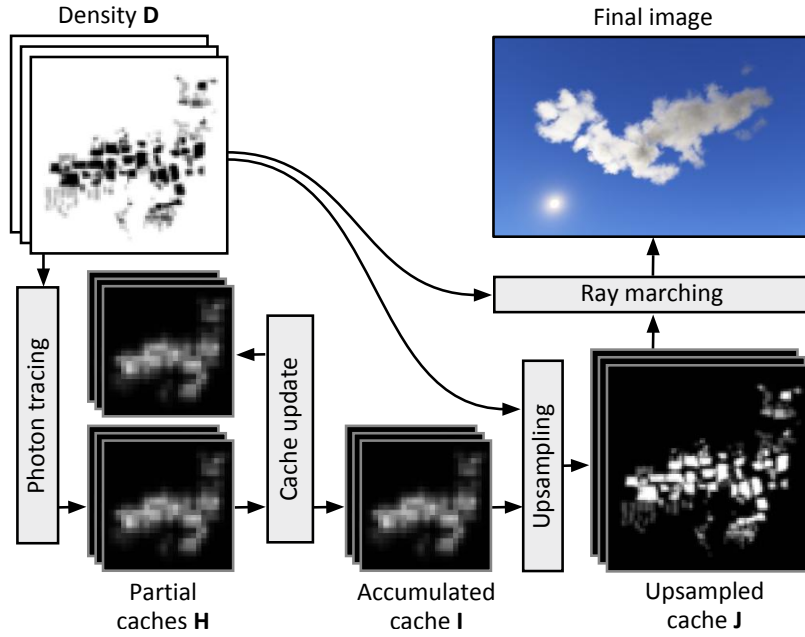 Density D
Final image
Ray marching
Photon tracing
Cache update
Upsampling
Partial
caches H
Accumulated
cache I
Upsampled
cache J